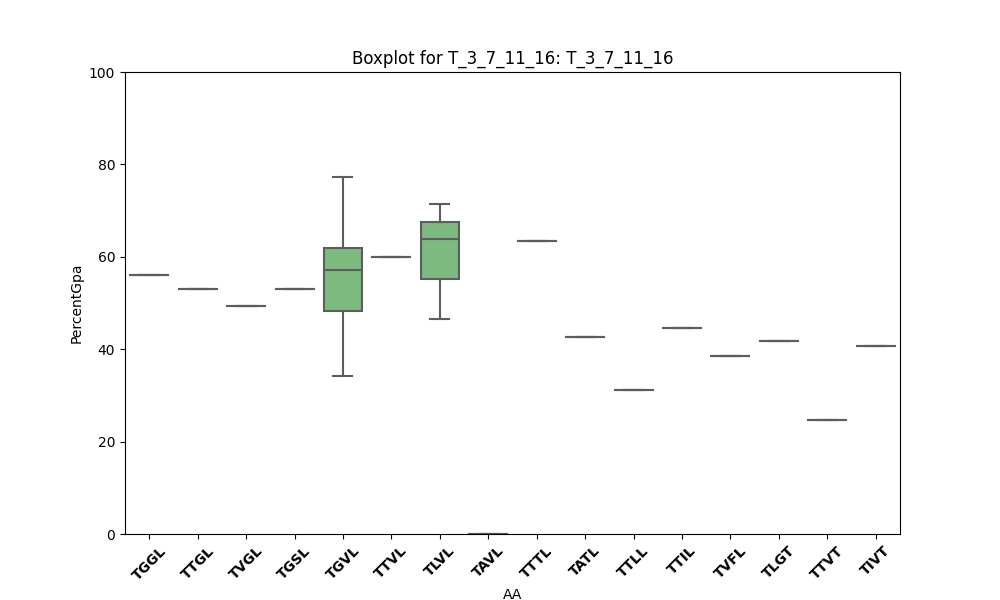 Boxplot for T_3_7_11_16: T_3_7_11_16
100
80
60
40
20
0
PercentGpa
TGGL
TTGL
TVGL
TGSL
TGVL
TTVL
TLVL
TAVL
TTTL
TATL
TTLL
TTIL
TVFL
TLGT
TTVT
TIVT
AA